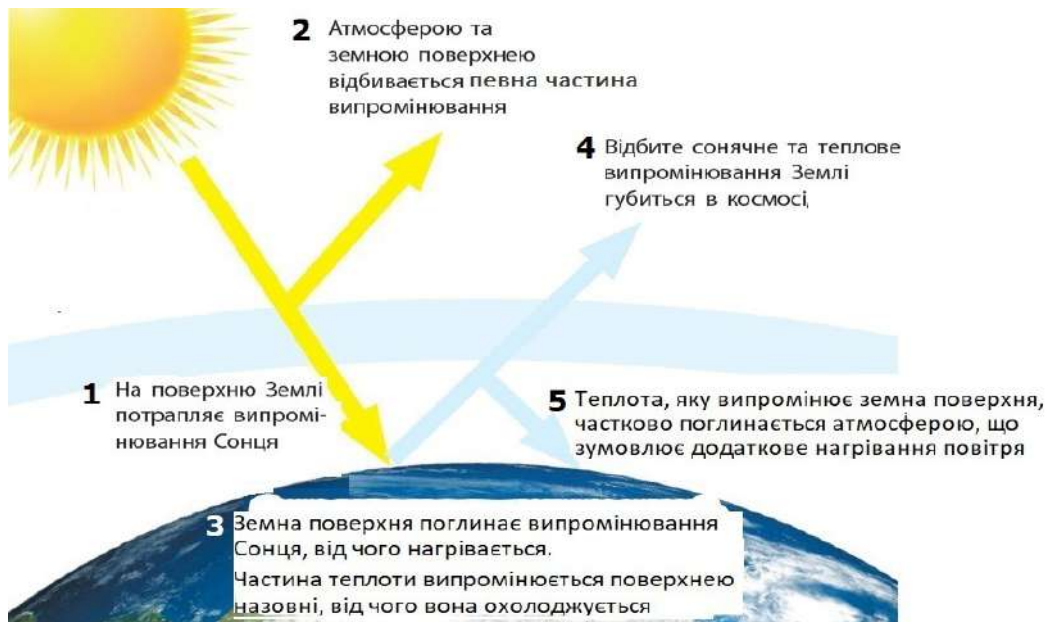 2 Атмосферою та
земною поверхнею
відбивається певна частина
випромінювання
4 Відбите сонячне та теплове
випромінювання Землі
губиться в космосі,
1 На поверхню Землі
потрапляє випромі-
нювання Сонця
5 Теплота, яку випромінює земна поверхня,
частково поглинається атмосферою, що
зумовлює додаткове нагрівання повітря
3 Земна поверхня поглинає випромінювання
Сонця, від чого нагрівається.
Частина теплоти випромінюється поверхнею
назовні, від чого вона охолоджується